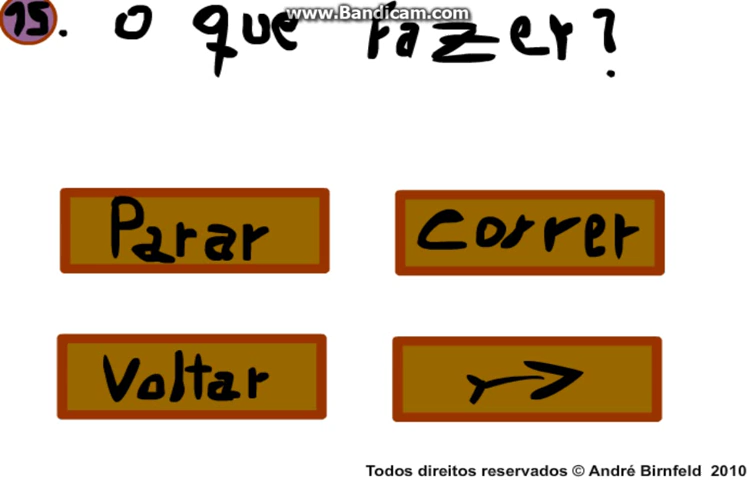 www.Bandicam.com
15. O que fazer?
Parar
Correr
Voltar
Todos direitos reservados © André Birnfeld 2010